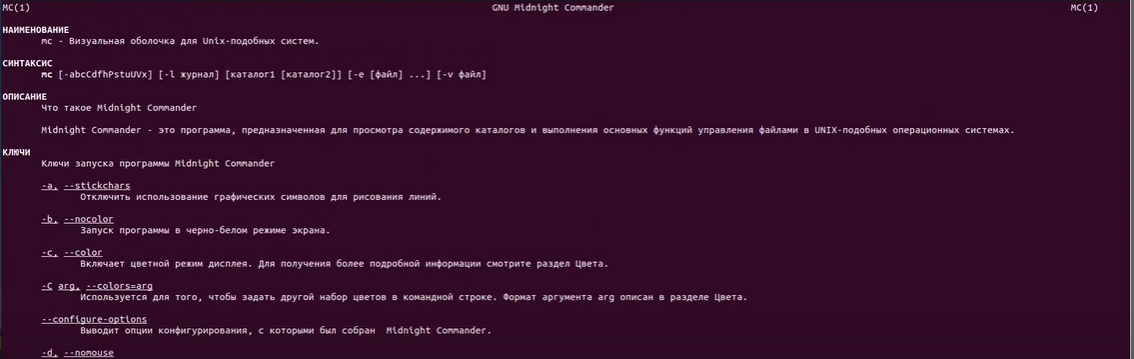 MC(1) GNU Midnight Commander MC(1)
НАИМЕНОВАНИЕ
mc - Визуальная оболочка для Unix-подобных систем.
СИНТАКСИС
mc [-abcCdfhPstuUVx] [-l журнал] [каталог1 [каталог2]] [-e [файл] ...] [-v файл]
ОПИСАНИЕ
Что такое Midnight Commander
Midnight Commander - это программа, предназначенная для просмотра содержимого каталогов и выполнения основных функций управления файлами в UNIX-подобных операционных системах.
КЛЮЧИ
Ключи запуска программы Midnight Commander
-a, --stickchars
Отключить использование графических символов для рисования линий.
-b, --nocolor
Запуск программы в черно-белом режиме экрана.
-c, --color
Включает цветной режим дисплея. Для получения более подробной информации смотрите раздел Цвета.
-C arg, --colors=arg
Используется для того, чтобы задать другой набор цветов в командной строке. Формат аргумента arg описан в разделе Цвета.
--configure-options
Выводит опции конфигурирования, с которыми был собран  Midnight Commander.
-d, --nomouse